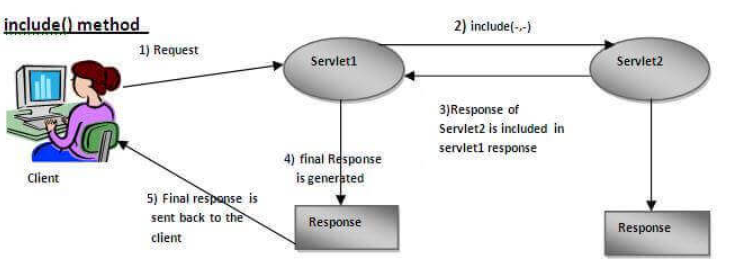 include() method
1) Request
2) include(-,-)
Servlet1
Servlet2
3)Response of
Servlet2 is included in
servlet1 response
4) final Response
is generated
Client
5) Final response is
sent back to the
client
Response
Response